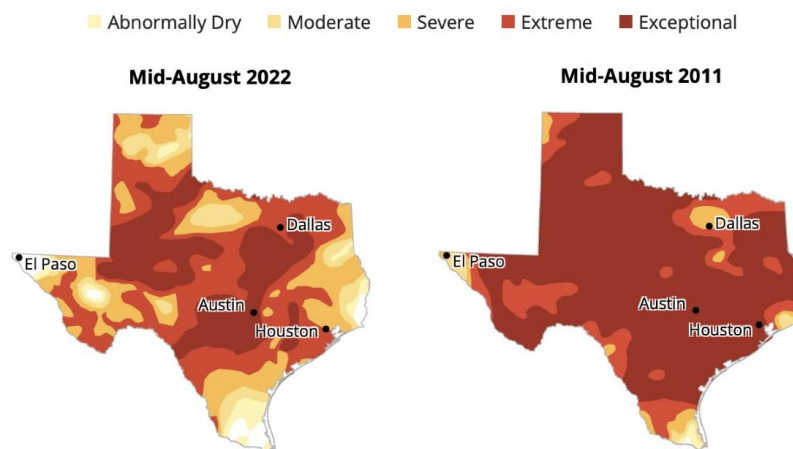 Abnormally Dry Moderate Severe Extreme Exceptional
Mid-August 2022
Mid-August 2011
Dallas
El Paso
Austin
Houston
Dallas
El Paso
Austin
Houston